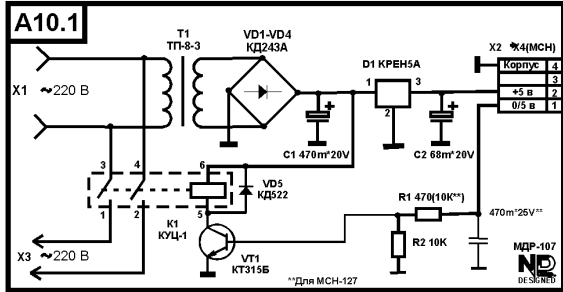 A10.1
T1
ТП-8-3
VD1-VD4
КД243А
D1 КРЕН5А
X2 *X4(МСН)
Корпус 4
3
+5 в 2
0/5 в 1
X1 ~220 В
1
3
2
+
C1 470m*20V
+
C2 68m*20V
3
4
6
VD5
КД522
1
2
5
K1
КУЦ-1
X3 ~220 В
VT1
КТ315Б
R1 470(10K**)
R2 10K
470m*25V**
**Для МСН-127
МДР-107
DESIGNED